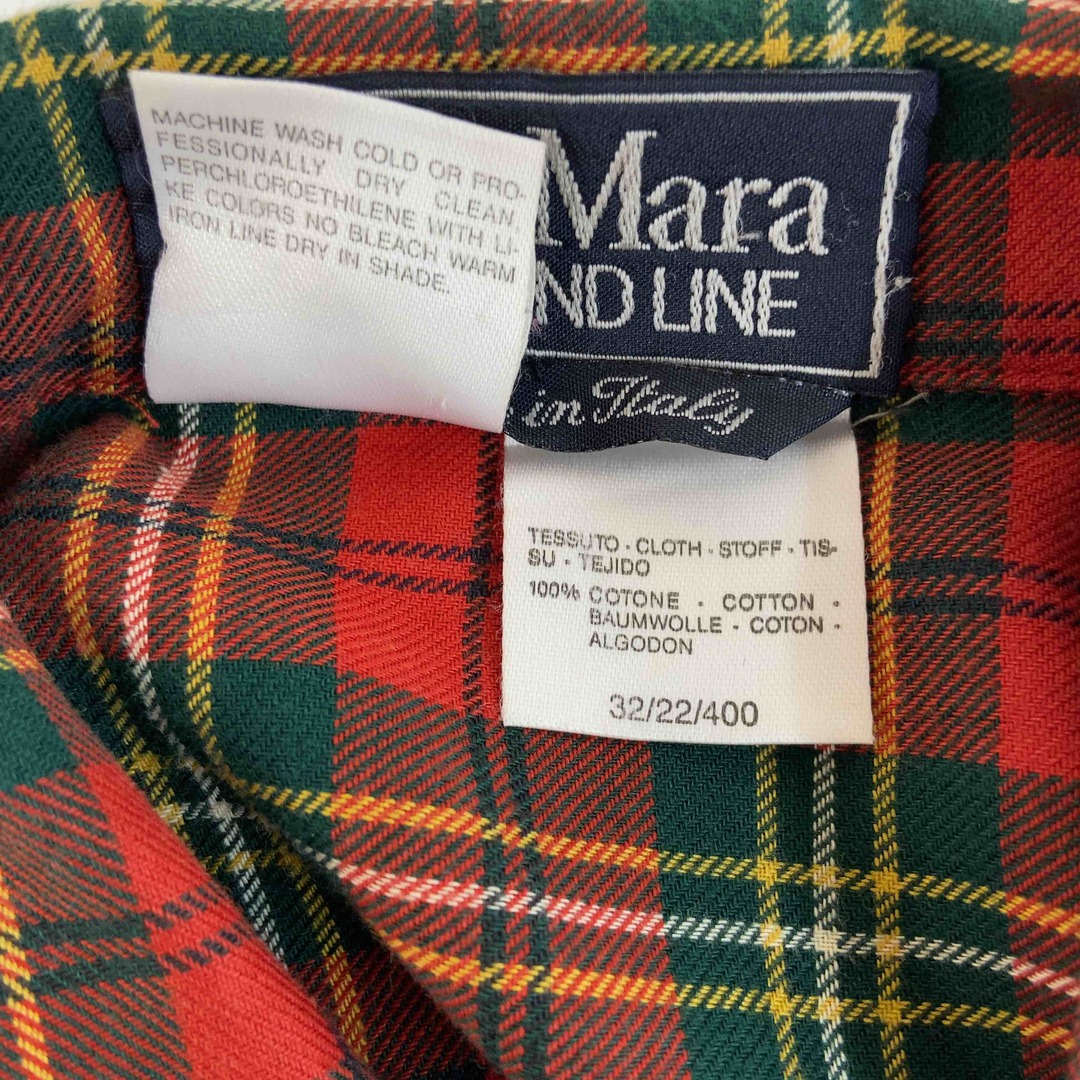 MACHINE WASH COLD OR PRO-
FESSIONALLY DRY CLEAN.
PERCHLOROETHILENE WITH LI-
KE COLORS NO BLEACH WARM
IRON LINE DRY IN SHADE.
Mara
ND LINE
in Italy
TESSUTO - CLOTH - STOFF - TIS-
SU - TEJIDO
100% COTONE - COTTON -
BAUMWOLLE - COTON -
ALGODON
32/22/400